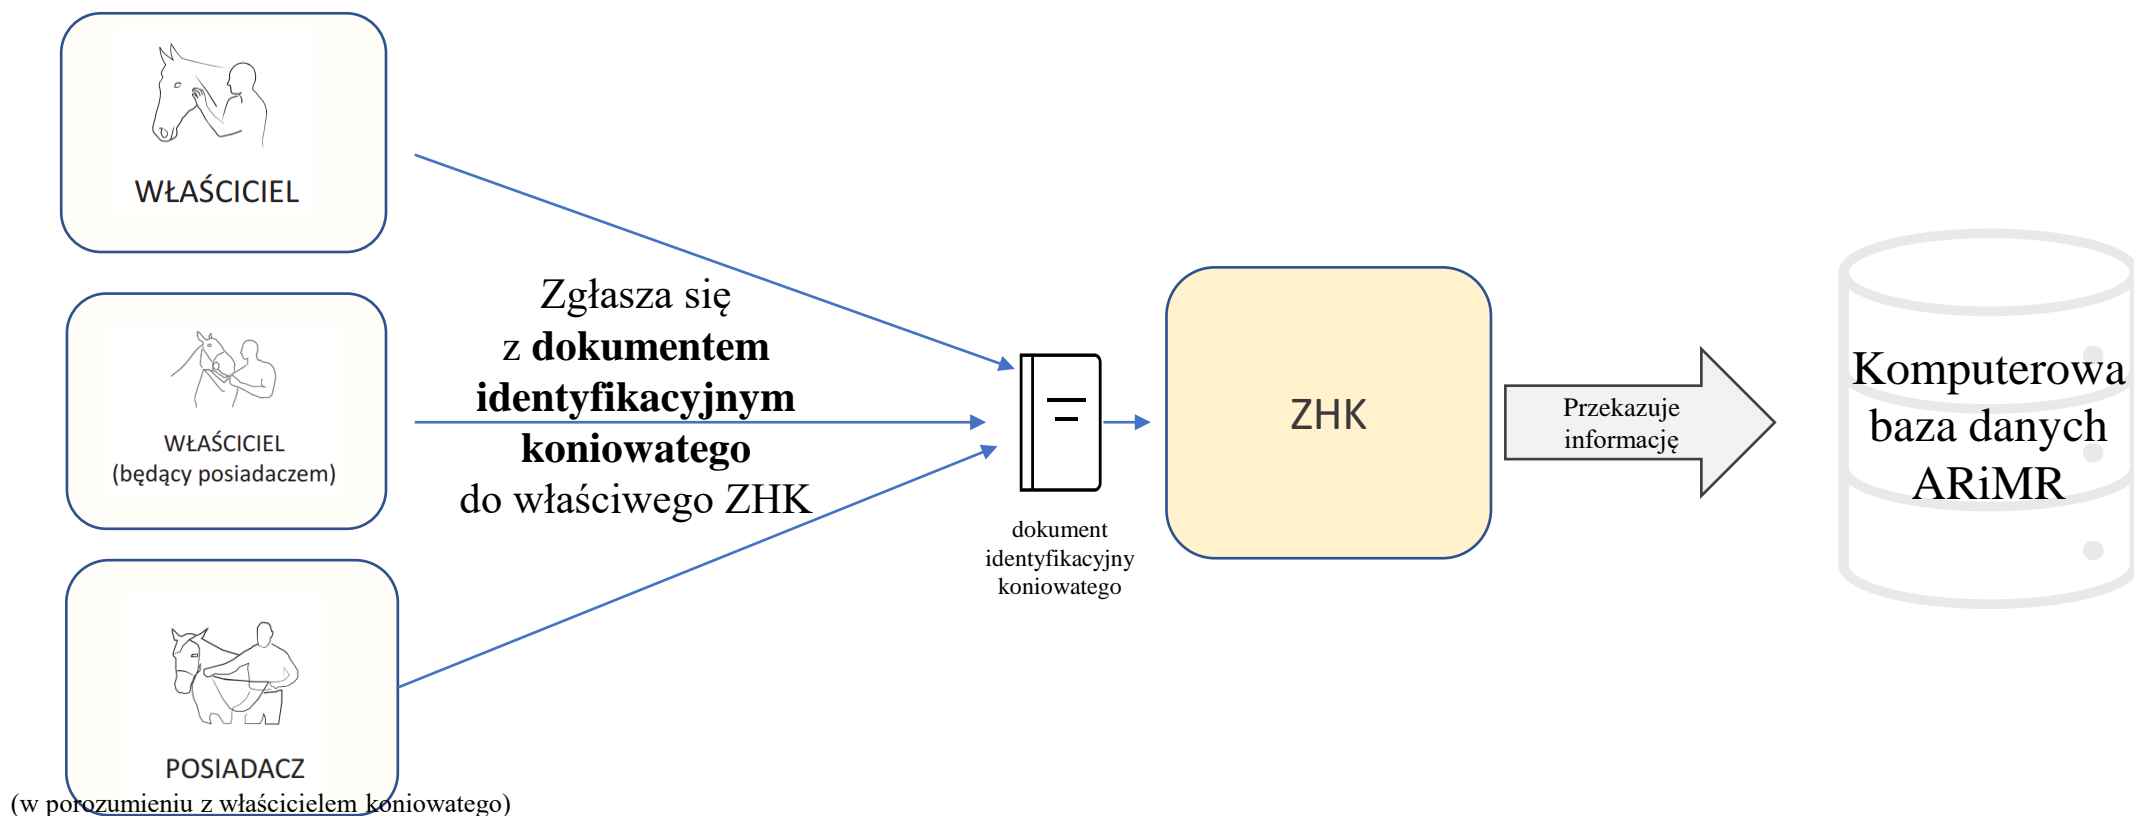 WŁAŚCICIEL
WŁAŚCICIEL
(będący posiadaczem)
POSIADACZ
(w porozumieniu z właścicielem koniowatego)
Zgłasza się
z dokumentem
identyfikacyjnym
koniowatego
do właściwego ZHK
dokument
identyfikacyjny
koniowatego
ZHK
Przekazuje
informację
Komputerowa
baza danych
ARiMR